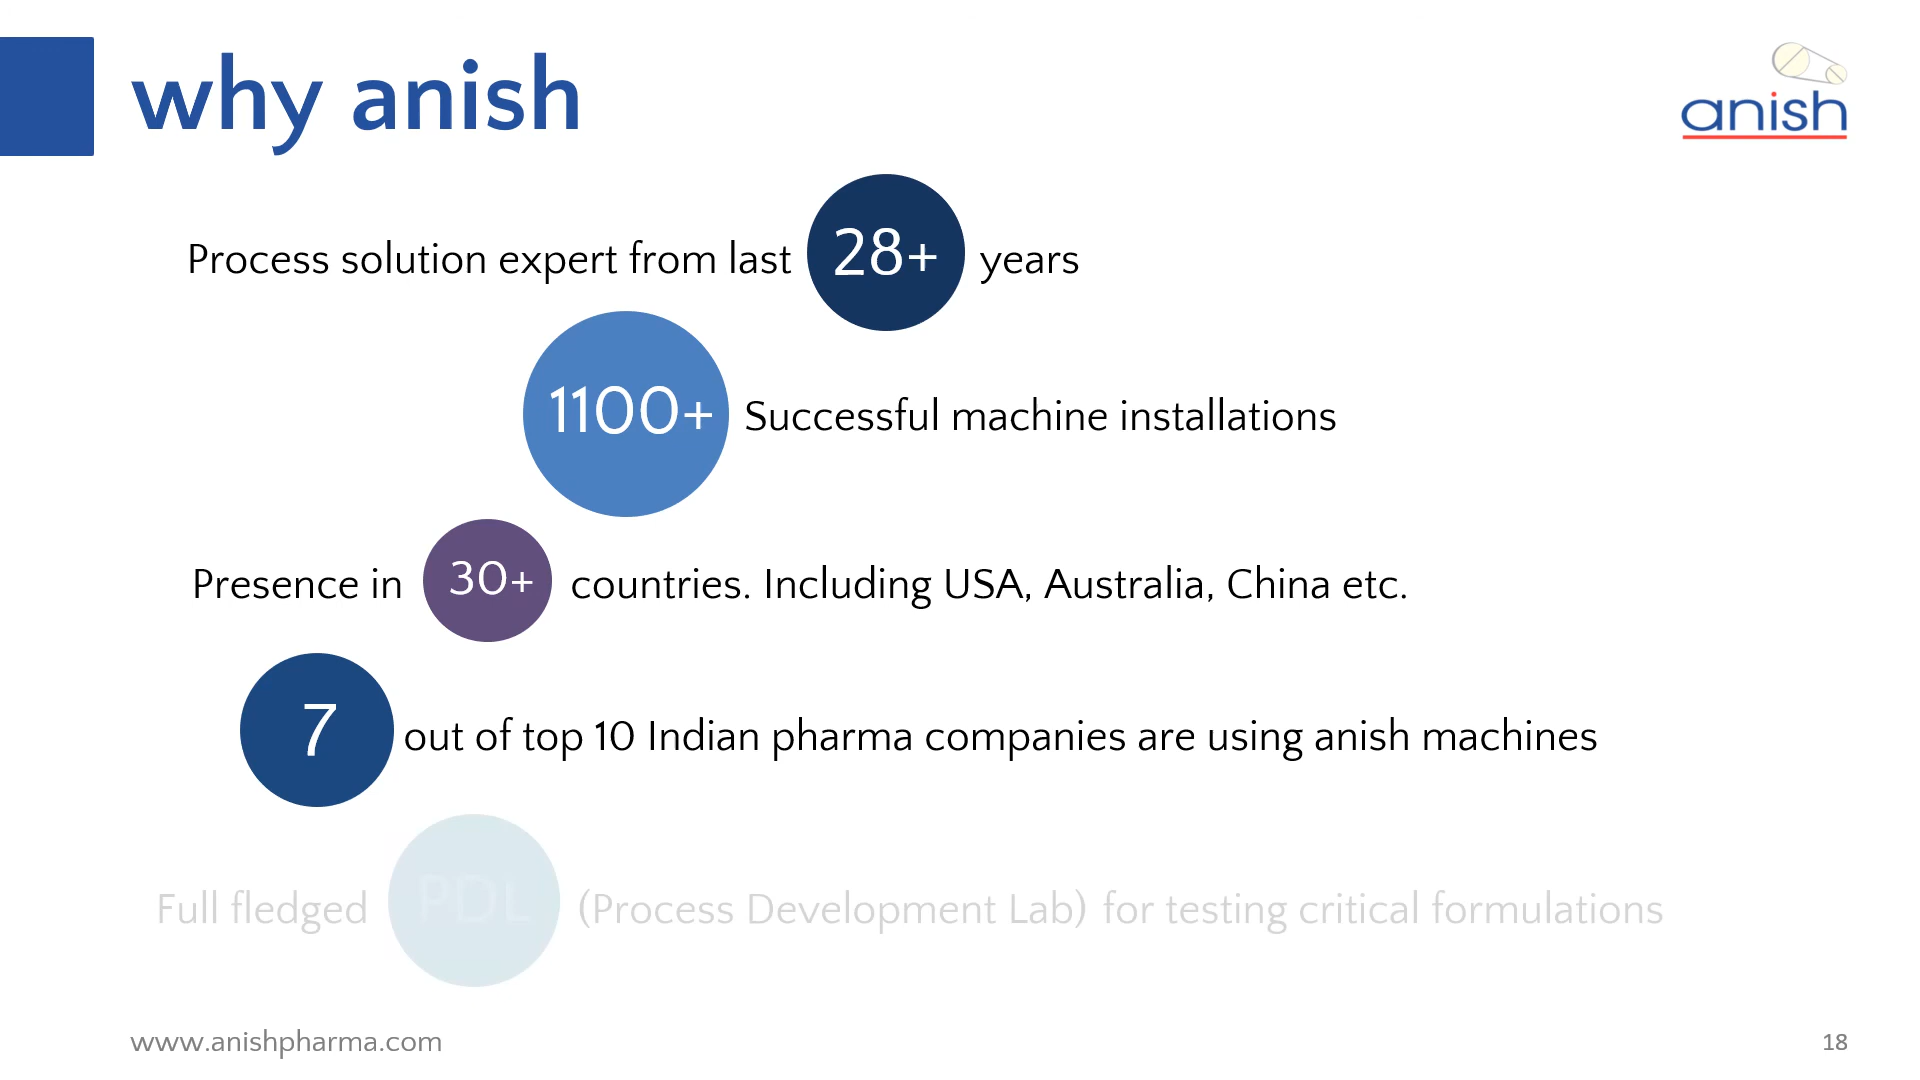 why anish
anish
Process solution expert from last 28+ years
1100+ Successful machine installations
Presence in 30+ countries. Including USA, Australia, China etc.
7 out of top 10 Indian pharma companies are using anish machines
Full fledged PDL (Process Development Lab) for testing critical formulations
www.anishpharma.com
18